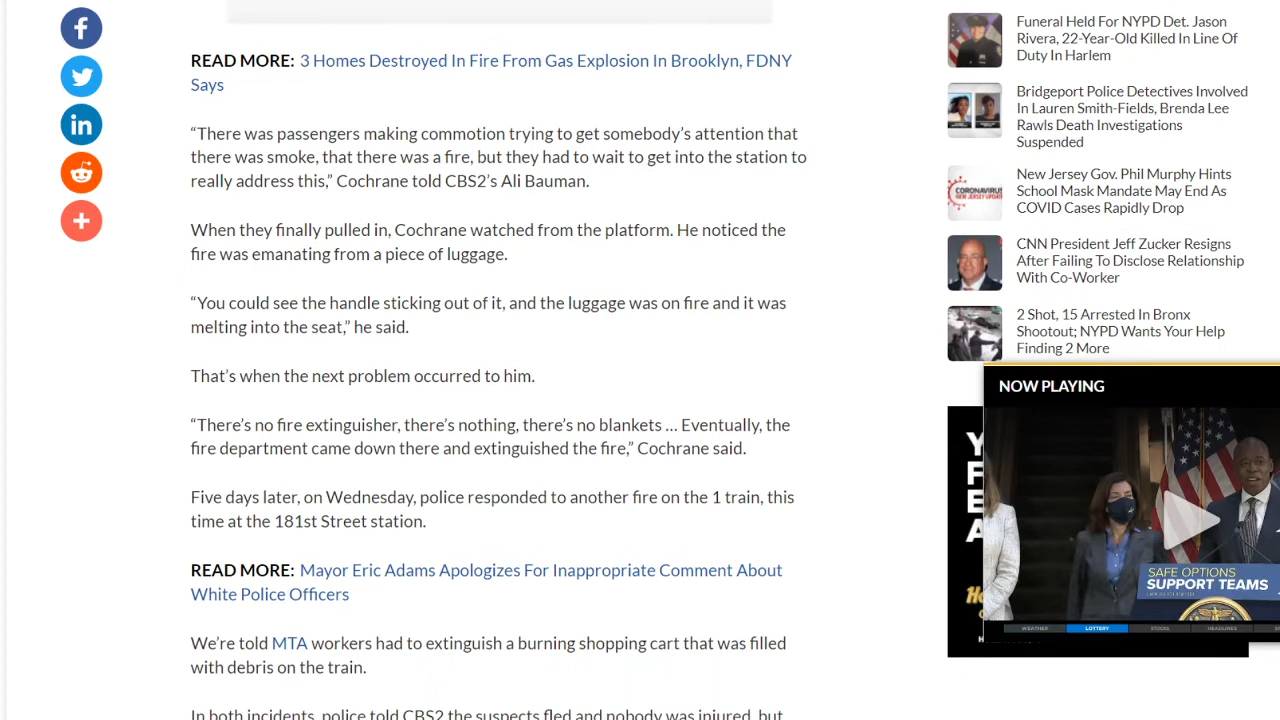 READ MORE: 3 Homes Destroyed In Fire From Gas Explosion In Brooklyn, FDNY
Says
“There was passengers making commotion trying to get somebody’s attention that
there was smoke, that there was a fire, but they had to wait to get into the station to
really address this,” Cochrane told CBS2’s Ali Bauman.
When they finally pulled in, Cochrane watched from the platform. He noticed the
fire was emanating from a piece of luggage.
“You could see the handle sticking out of it, and the luggage was on fire and it was
melting into the seat,” he said.
That’s when the next problem occurred to him.
“There’s no fire extinguisher, there’s nothing, there’s no blankets … Eventually, the
fire department came down there and extinguished the fire,” Cochrane said.
Five days later, on Wednesday, police responded to another fire on the 1 train, this
time at the 181st Street station.
READ MORE: Mayor Eric Adams Apologizes For Inappropriate Comment About
White Police Officers
We’re told MTA workers had to extinguish a burning shopping cart that was filled
with debris on the train.
In both incidents, police told CBS2 the suspects fled and nobody was injured, but
Funeral Held For NYPD Det. Jason
Rivera, 22-Year-Old Killed In Line Of
Duty In Harlem
Bridgeport Police Detectives Involved
In Lauren Smith-Fields, Brenda Lee
Rawls Death Investigations
Suspended
CORONAVIRUS
NEW JERSEY UPDATE
New Jersey Gov. Phil Murphy Hints
School Mask Mandate May End As
COVID Cases Rapidly Drop
CNN President Jeff Zucker Resigns
After Failing To Disclose Relationship
With Co-Worker
2 Shot, 15 Arrested In Bronx
Shootout; NYPD Wants Your Help
Finding 2 More
NOW PLAYING
SAFE OPTIONS
SUPPORT TEAMS
WEATHER LOTTERY STOCKS HEADLINES